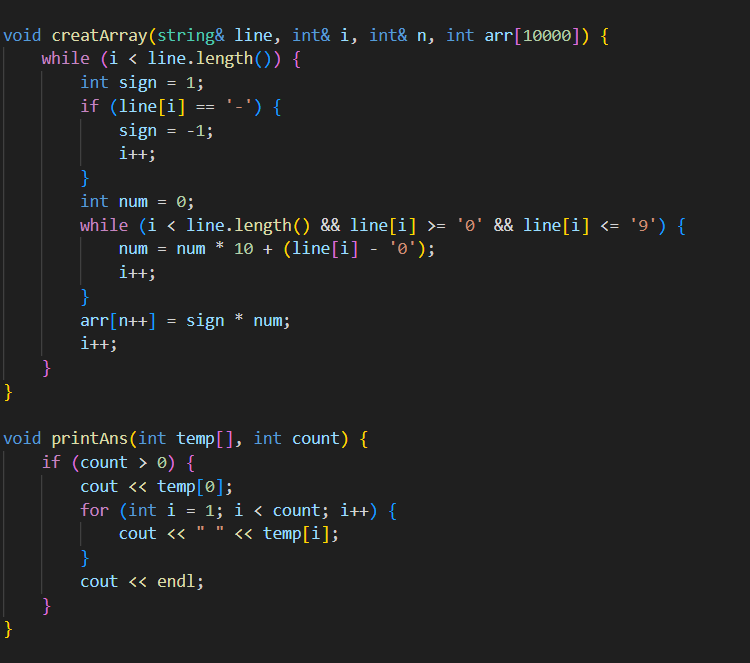 void creatArray(string& line, int& i, int& n, int arr[10000]) {
    while (i < line.length()) {
        int sign = 1;
        if (line[i] == '-') {
            sign = -1;
            i++;
        }
        int num = 0;
        while (i < line.length() && line[i] >= '0' && line[i] <= '9') {
            num = num * 10 + (line[i] - '0');
            i++;
        }
        arr[n++] = sign * num;
        i++;
    }
}

void printAns(int temp[], int count) {
    if (count > 0) {
        cout << temp[0];
        for (int i = 1; i < count; i++) {
            cout << " " << temp[i];
        }
        cout << endl;
    }
}